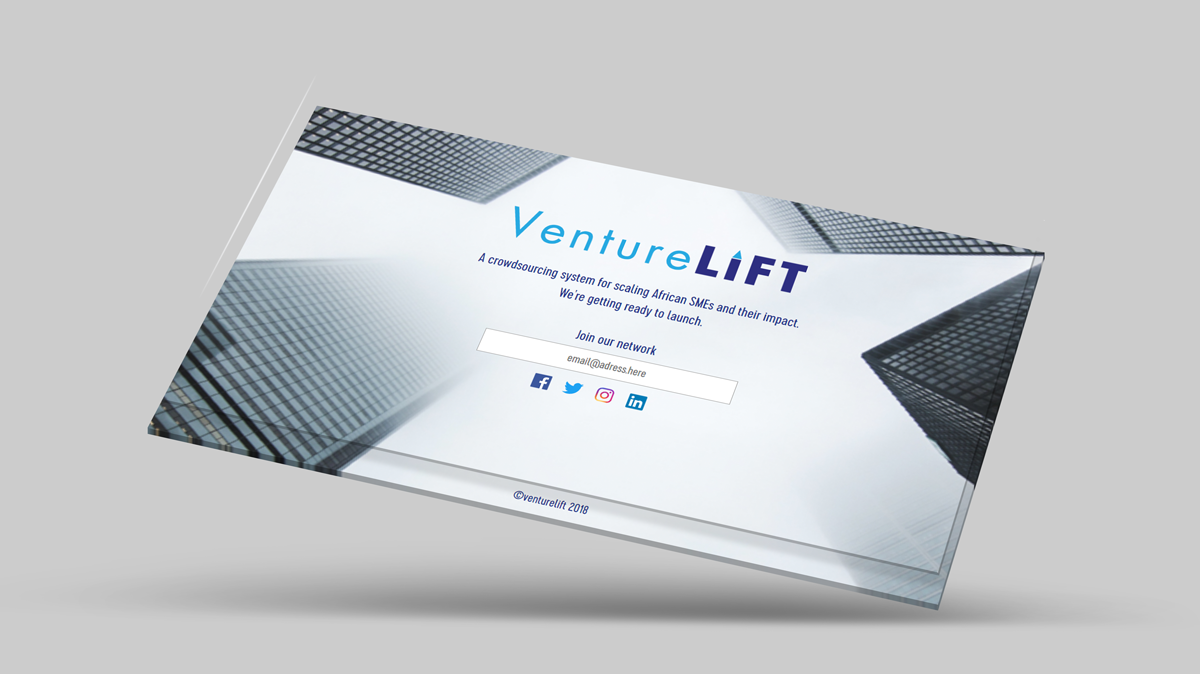 VentureLiFT
A crowdsourcing system for scaling African SMEs and their impact.
We're getting ready to launch.
Join our network
email@adress.here
©venturelift 2018